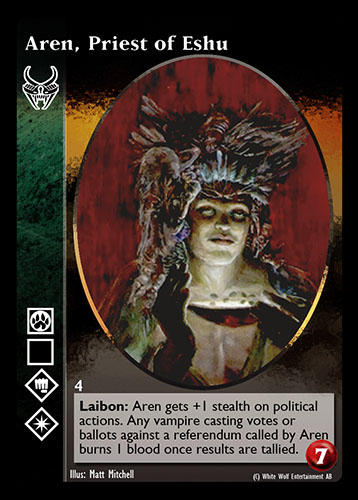 Aren, Priest of Eshu
4
Laibon: Aren gets +1 stealth on political
actions. Any vampire casting votes or
ballots against a referendum called by Aren
burns 1 blood once results are tallied.
7
Illus: Matt Mitchell
(C) White Wolf Entertainment AB